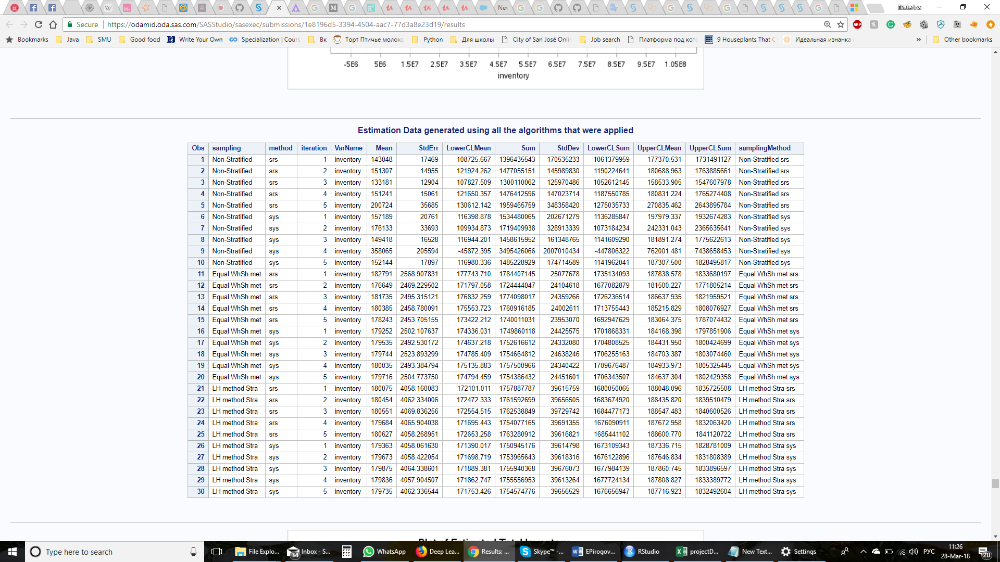 Ekaterina
Secure https://odamid.oda.sas.com/SASStudio/sasexec/submissions/1e8196d5-3394-4504-aac7-77d3a8e23d19/results
Bookmarks Java SMU Good food Write Your Own Specialization | Cours Вк Торт Птичье молоко Python Для школы City of San José Onlin Job search Платформа под кото 9 Houseplants That C Идеальная изнанка » Other bookmarks
-5E6 5E6 1.5E7 2.5E7 3.5E7 4.5E7 5.5E7 6.5E7 7.5E7 8.5E7 9.5E7 1.05E8
inventory
Estimation Data generated using all the algorithms that were applied
Obs sampling method iteration VarName Mean StdErr LowerCLMean Sum StdDev LowerCLSum UpperCLMean UpperCLSum samplingMethod
1 Non-Stratified srs 1 inventory 143048 17469 108725.667 1396435543 170535233 1061379959 177370.531 1731491127 Non-Stratified srs
2 Non-Stratified srs 2 inventory 151307 14955 121924.262 1477055151 145989830 1190224641 180688.963 1763885661 Non-Stratified srs
3 Non-Stratified srs 3 inventory 133181 12904 107827.509 1300110062 125970486 1052612145 158533.905 1547607978 Non-Stratified srs
4 Non-Stratified srs 4 inventory 151241 15061 121650.357 1476412596 147023714 1187550785 180831.224 1765274408 Non-Stratified srs
5 Non-Stratified srs 5 inventory 200724 35685 130612.142 1959465759 348358420 1275035733 270835.462 2643895784 Non-Stratified srs
6 Non-Stratified sys 1 inventory 157189 20761 116398.878 1534480065 202671279 1136285847 197979.337 1932674283 Non-Stratified sys
7 Non-Stratified sys 2 inventory 176133 33693 109934.873 1719409938 328913339 1073184234 242331.043 2365635641 Non-Stratified sys
8 Non-Stratified sys 3 inventory 149418 16528 116944.201 1458615952 161348765 1141609290 181891.274 1775622613 Non-Stratified sys
9 Non-Stratified sys 4 inventory 358065 205594 -45872.395 3495426066 2007010434 -447806322 762001.481 7438658453 Non-Stratified sys
10 Non-Stratified sys 5 inventory 152144 17897 116980.336 1485228929 174714589 1141962041 187307.500 1828495817 Non-Stratified sys
11 Equal WhSh met srs 1 inventory 182791 2568.907831 177743.710 1784407145 25077678 1735134093 187838.578 1833680197 Equal WhSh met srs
12 Equal WhSh met srs 2 inventory 176649 2469.229502 171797.058 1724444047 24104618 1677082879 181500.227 1771805214 Equal WhSh met srs
13 Equal WhSh met srs 3 inventory 181735 2495.315121 176832.259 1774098017 24359266 1726236514 186637.935 1821959521 Equal WhSh met srs
14 Equal WhSh met srs 4 inventory 180385 2458.780091 175553.723 1760916185 24002611 1713755443 185215.829 1808076927 Equal WhSh met srs
15 Equal WhSh met srs 5 inventory 178243 2453.705155 173422.212 1740011031 23953070 1692947629 183064.375 1787074432 Equal WhSh met srs
16 Equal WhSh met sys 1 inventory 179252 2502.107637 174336.031 1749860118 24425575 1701868331 184168.398 1797851906 Equal WhSh met sys
17 Equal WhSh met sys 2 inventory 179535 2492.530172 174637.218 1752616612 24332080 1704808525 184431.950 1800424699 Equal WhSh met sys
18 Equal WhSh met sys 3 inventory 179744 2523.893299 174785.409 1754664812 24638246 1706255163 184703.387 1803074460 Equal WhSh met sys
19 Equal WhSh met sys 4 inventory 180035 2493.384794 175135.883 1757500966 24340422 1709676487 184933.973 1805325445 Equal WhSh met sys
20 Equal WhSh met sys 5 inventory 179716 2504.773750 174794.459 1754386432 24451601 1706343507 184637.304 1802429358 Equal WhSh met sys
21 LH method Stra srs 1 inventory 180075 4058.160083 172101.011 1757887787 39615759 1680050065 188048.096 1835725508 LH method Stra srs
22 LH method Stra srs 2 inventory 180454 4062.334006 172472.333 1761592699 39656505 1683674920 188435.820 1839510479 LH method Stra srs
23 LH method Stra srs 3 inventory 180551 4069.836256 172554.515 1762538849 39729742 1684477173 188547.483 1840600526 LH method Stra srs
24 LH method Stra srs 4 inventory 179684 4065.904038 171695.443 1754077165 39691355 1676090911 187672.958 1832063420 LH method Stra srs
25 LH method Stra srs 5 inventory 180627 4058.268951 172653.258 1763280912 39616821 1685441102 188600.770 1841120722 LH method Stra srs
26 LH method Stra sys 1 inventory 179363 4058.061630 171390.017 1750945176 39614798 1673109343 187336.715 1828781009 LH method Stra sys
27 LH method Stra sys 2 inventory 179673 4058.422054 171698.719 1753965643 39618316 1676122896 187646.834 1831808389 LH method Stra sys
28 LH method Stra sys 3 inventory 179875 4064.338601 171889.381 1755940368 39676073 1677984139 187860.745 1833896597 LH method Stra sys
29 LH method Stra sys 4 inventory 179836 4057.904507 171862.747 1755556953 39613264 1677724134 187808.827 1833389772 LH method Stra sys
30 LH method Stra sys 5 inventory 179735 4062.336544 171753.426 1754574776 39656529 1676656947 187716.923 1832492604 LH method Stra sys
Plot of Estimated Total Inventory
Type here to search File Explo... Inbox - S... 34 WhatsApp Deep Lea... Results: ... Skype™ -... EPirogov... RStudio projectD... New Text... Settings РУС 11:26
28-Mar-18 20